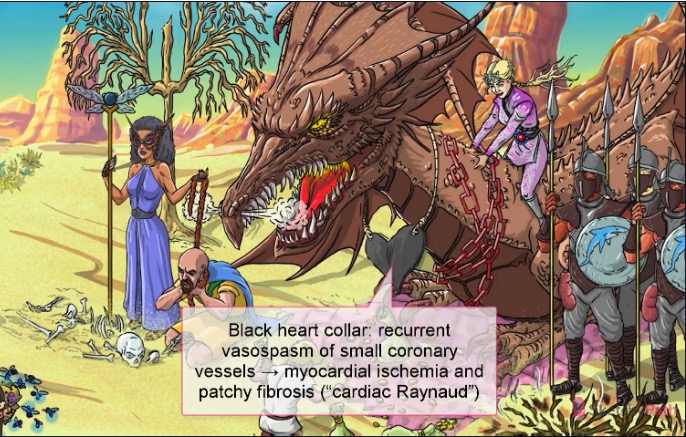 Black heart collar: recurrent
vasospasm of small coronary
vessels → myocardial ischemia and
patchy fibrosis (“cardiac Raynaud”)